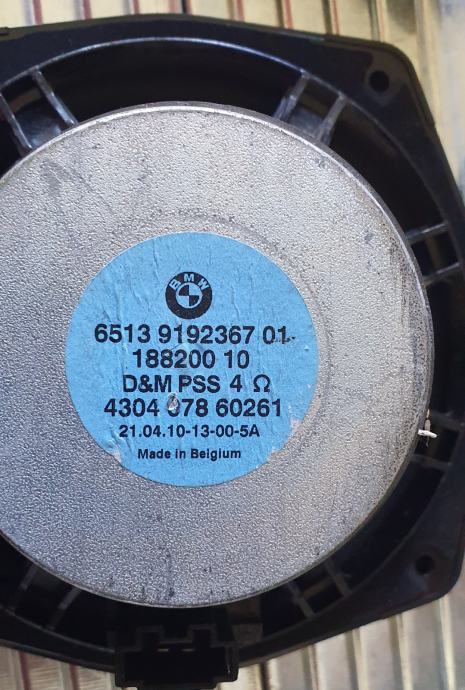 BMW
6513 9192367 01
188200 10
D&M PSS 4 Ω
4304 078 60261
21.04.10-13-00-5A
Made in Belgium